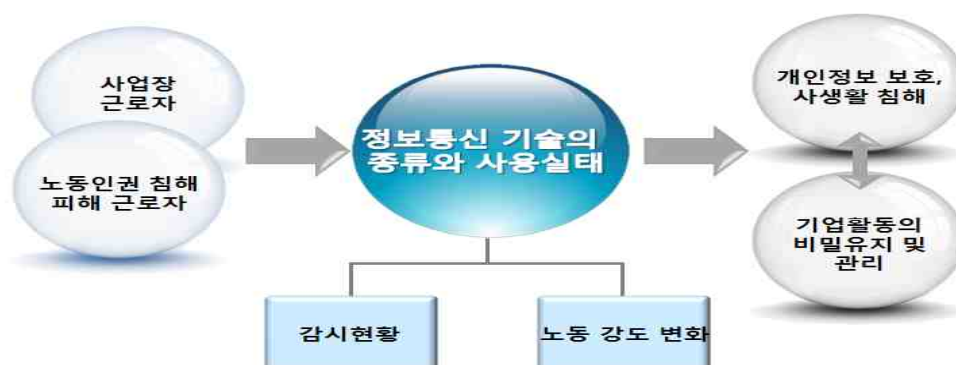 사업장
근로자
노동인권 침해
피해 근로자
정보통신 기술의
종류와 사용실태
감시현황
노동 강도 변화
개인정보 보호,
사생활 침해
기업활동의
비밀유지 및
관리